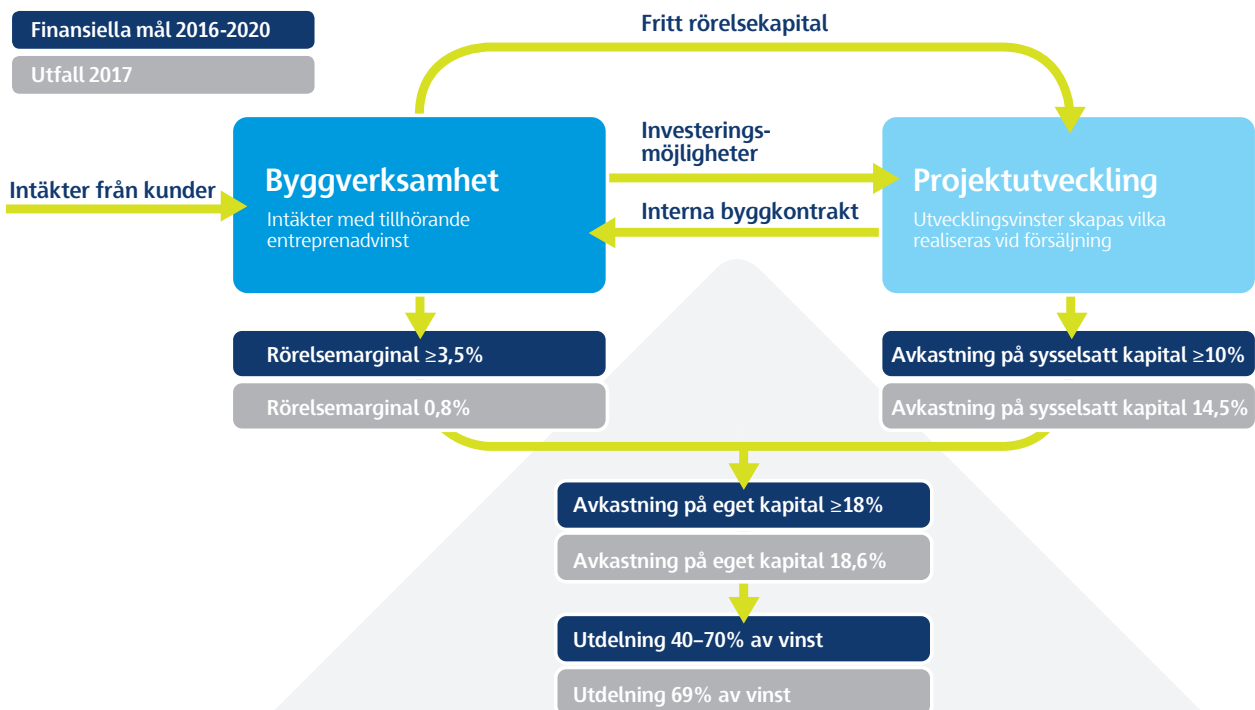 Finansiella mål 2016-2020
Utfall 2017
Fritt rörelsekapital
Intäkter från kunder
Byggverksamhet
Intäkter med tillhörande
entreprenadvinst
Investerings-
möjligheter
Interna byggkontrakt
Projektutveckling
Utvecklingsvinster skapas vilka
realiseras vid försäljning
Rörelsemarginal ≥3,5%
Rörelsemarginal 0,8%
Avkastning på sysselsatt kapital ≥10%
Avkastning på sysselsatt kapital 14,5%
Avkastning på eget kapital ≥18%
Avkastning på eget kapital 18,6%
Utdelning 40–70% av vinst
Utdelning 69% av vinst